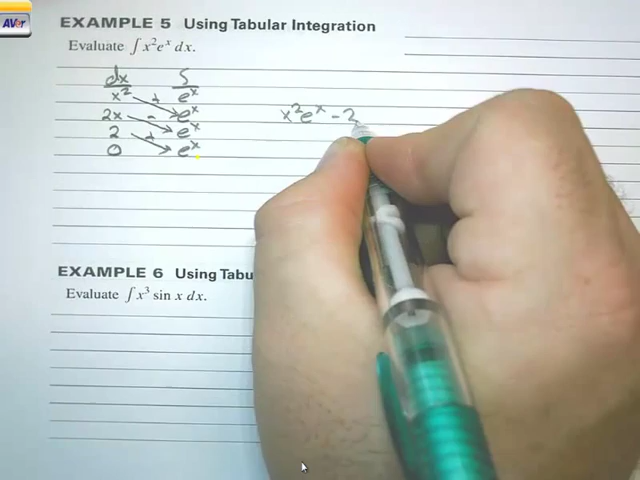 AVer
EXAMPLE 5 Using Tabular Integration
Evaluate ∫ x²eˣ dx.
dx ∫
x² + eˣ
2x - eˣ
2 + eˣ
0 eˣ
x²eˣ - 2
EXAMPLE 6 Using Tabu
Evaluate ∫ x³ sin x dx.